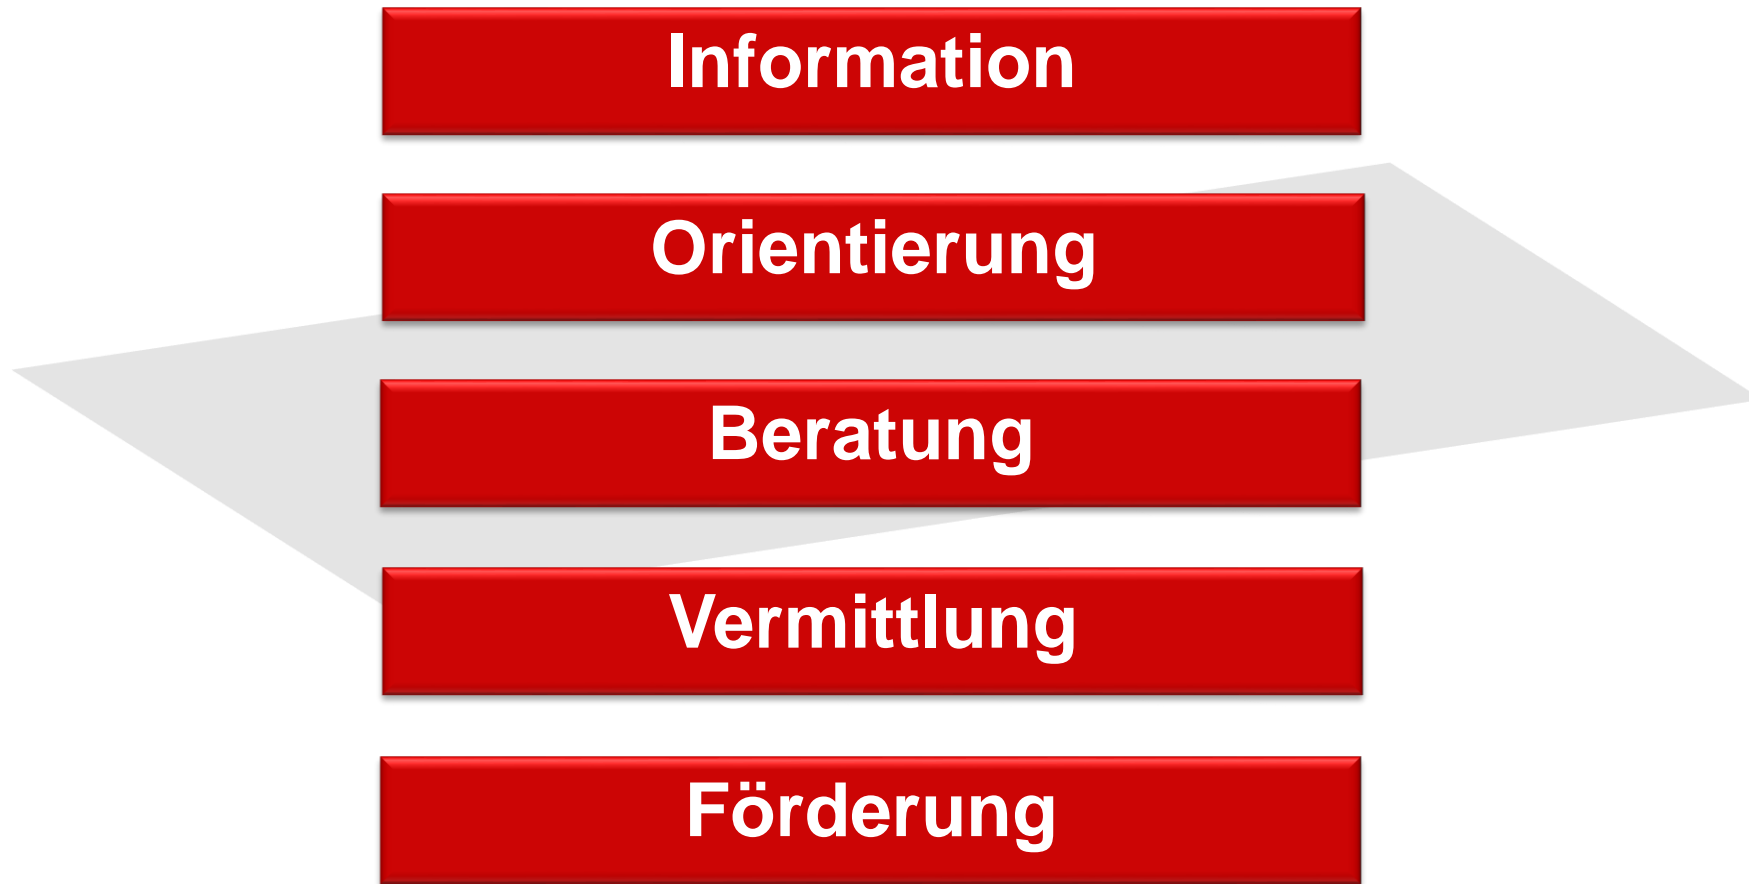 Information
Orientierung
Beratung
Vermittlung
Förderung